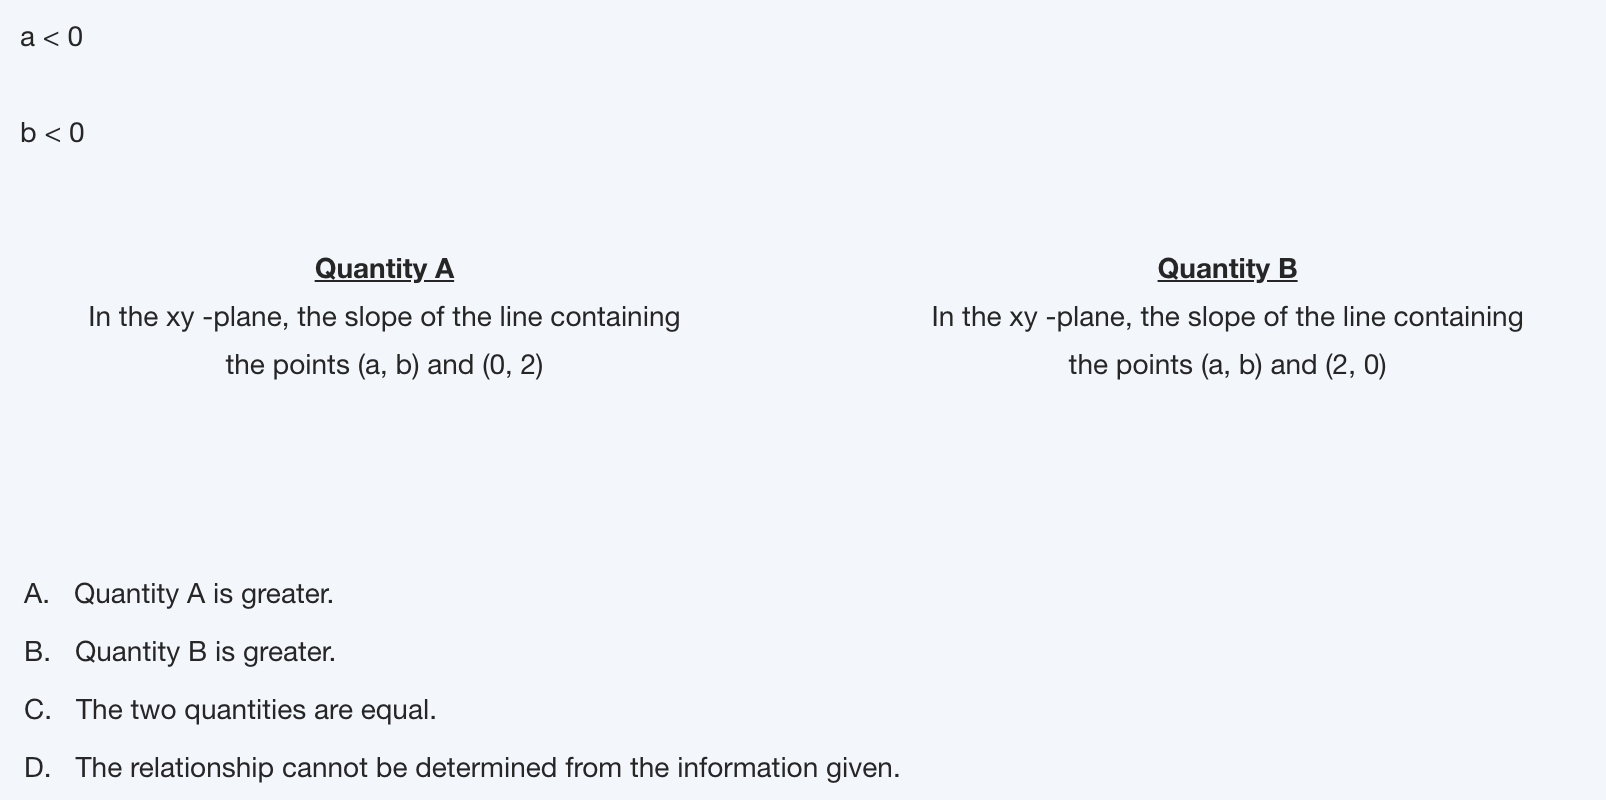 a < 0
b < 0
Quantity A
In the xy -plane, the slope of the line containing
the points (a, b) and (0, 2)
Quantity B
In the xy -plane, the slope of the line containing
the points (a, b) and (2, 0)
A. Quantity A is greater.
B. Quantity B is greater.
C. The two quantities are equal.
D. The relationship cannot be determined from the information given.